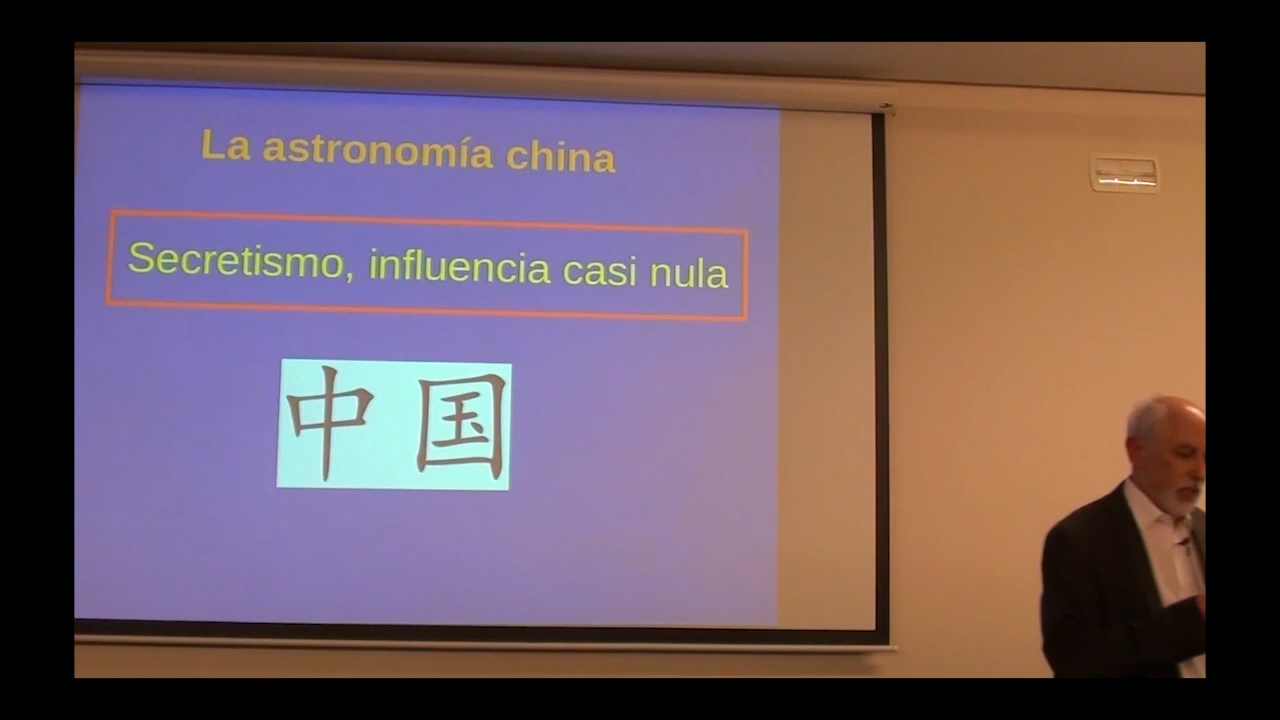 La astronomía china
Secretismo, influencia casi nula
中国